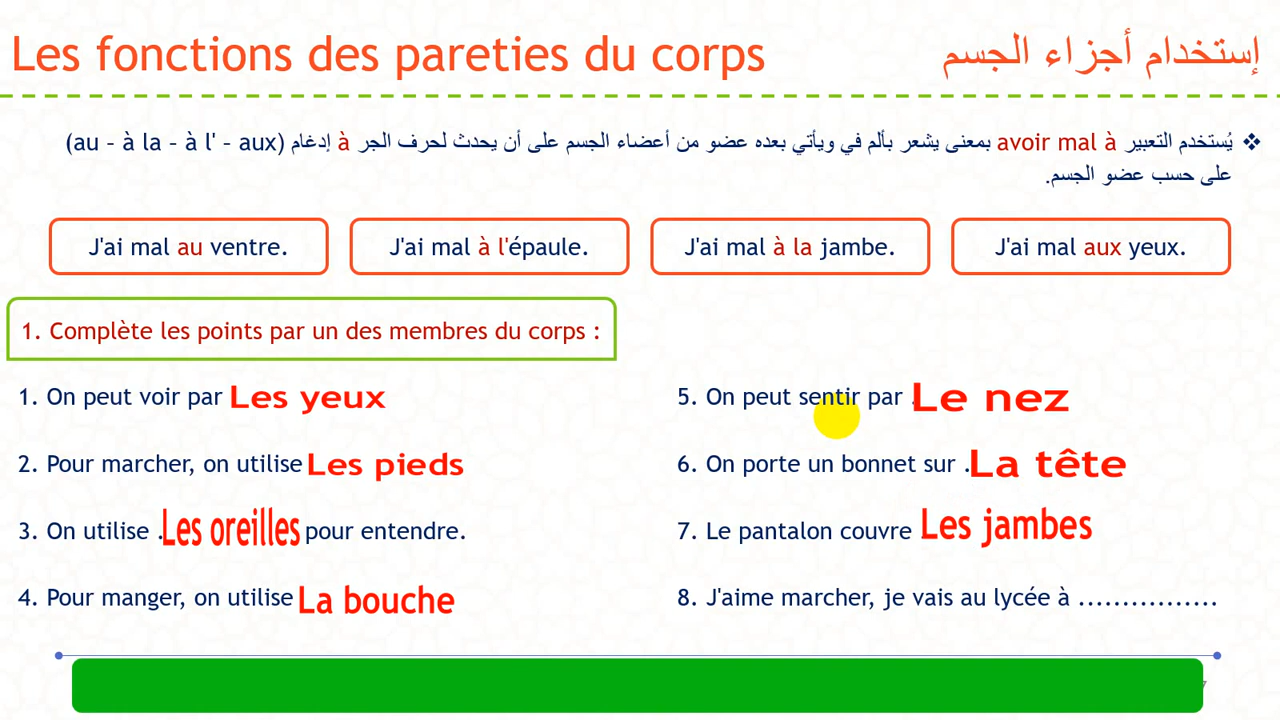 Les fonctions des pareties du corps
إستخدام أجزاء الجسم
❖ يُستخدم التعبير avoir mal à بمعنى يشعر بألم في ويأتي بعده عضو من أعضاء الجسم على أن يحدث لحرف الجر à إدغام (au – à la – à l' – aux)
على حسب عضو الجسم.
J'ai mal au ventre.
J'ai mal à l'épaule.
J'ai mal à la jambe.
J'ai mal aux yeux.
1. Complète les points par un des membres du corps :
1. On peut voir par Les yeux
2. Pour marcher, on utilise Les pieds
3. On utilise .Les oreilles pour entendre.
4. Pour manger, on utilise La bouche
5. On peut sentir par .Le nez
6. On porte un bonnet sur .La tête
7. Le pantalon couvre Les jambes
8. J'aime marcher, je vais au lycée à ................